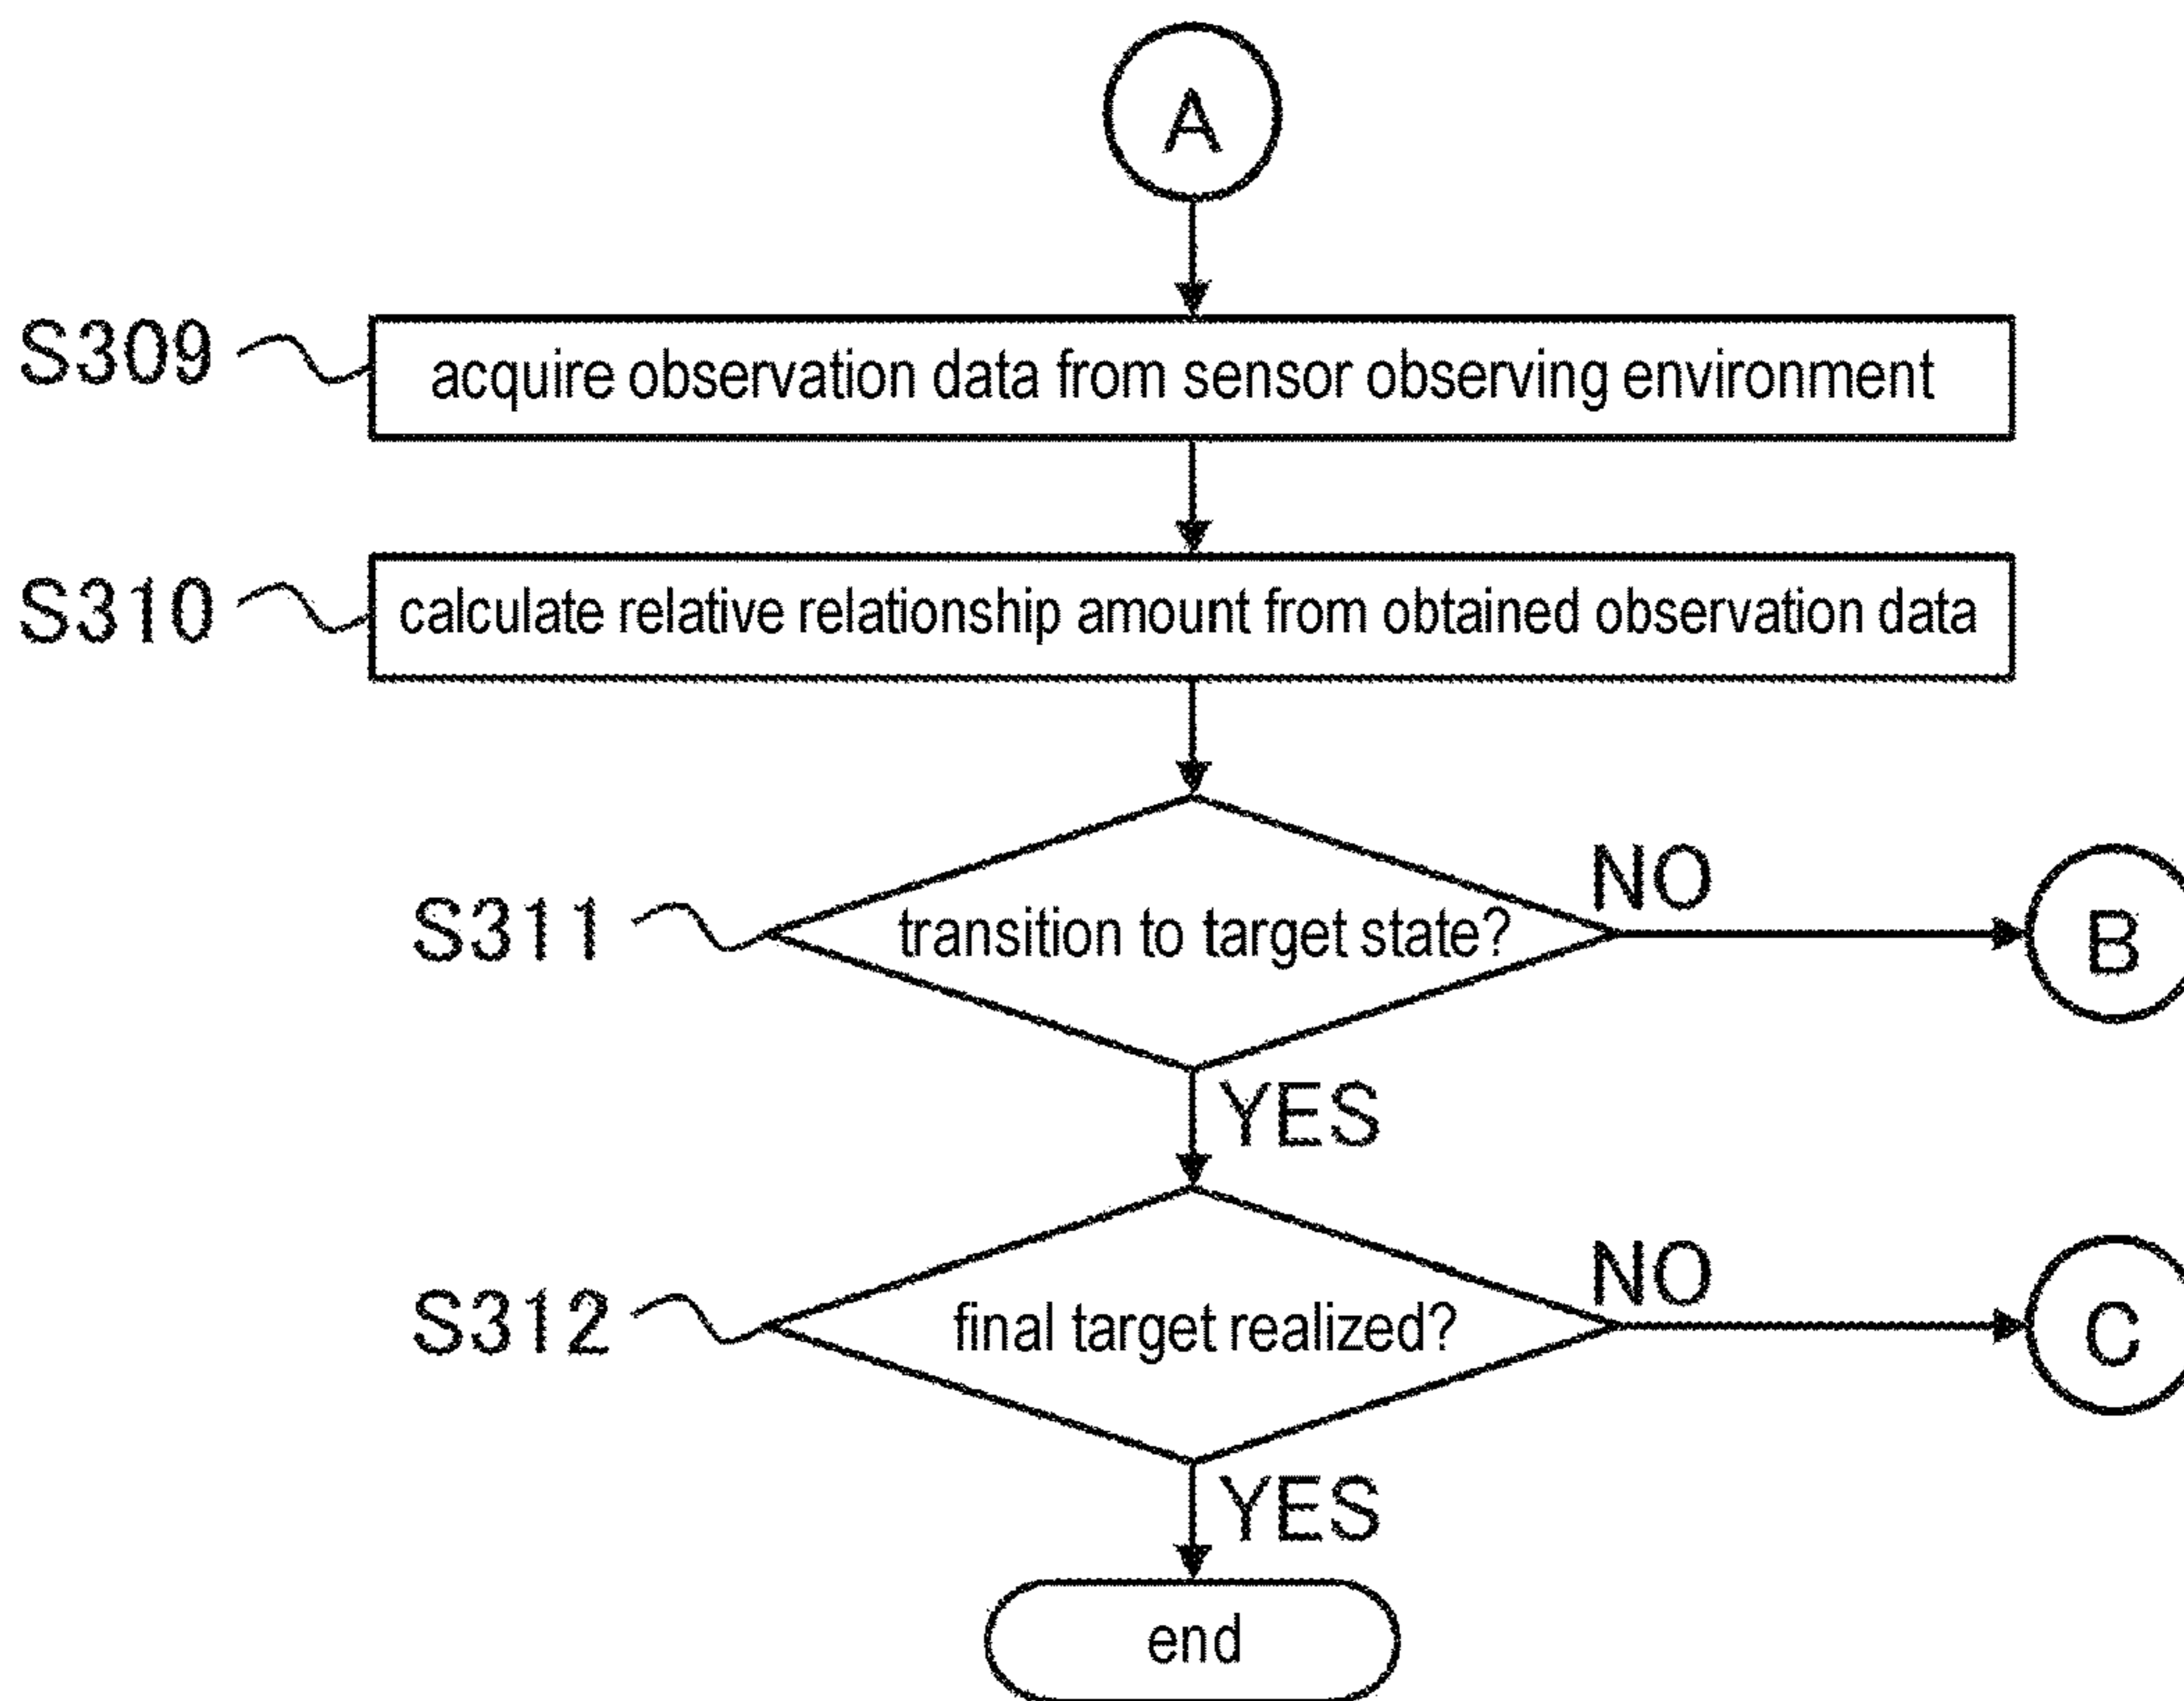 A
S309
acquire observation data from sensor observing environment
S310
calculate relative relationship amount from obtained observation data
S311
transition to target state?
NO
B
YES
S312
final target realized?
NO
C
YES
end